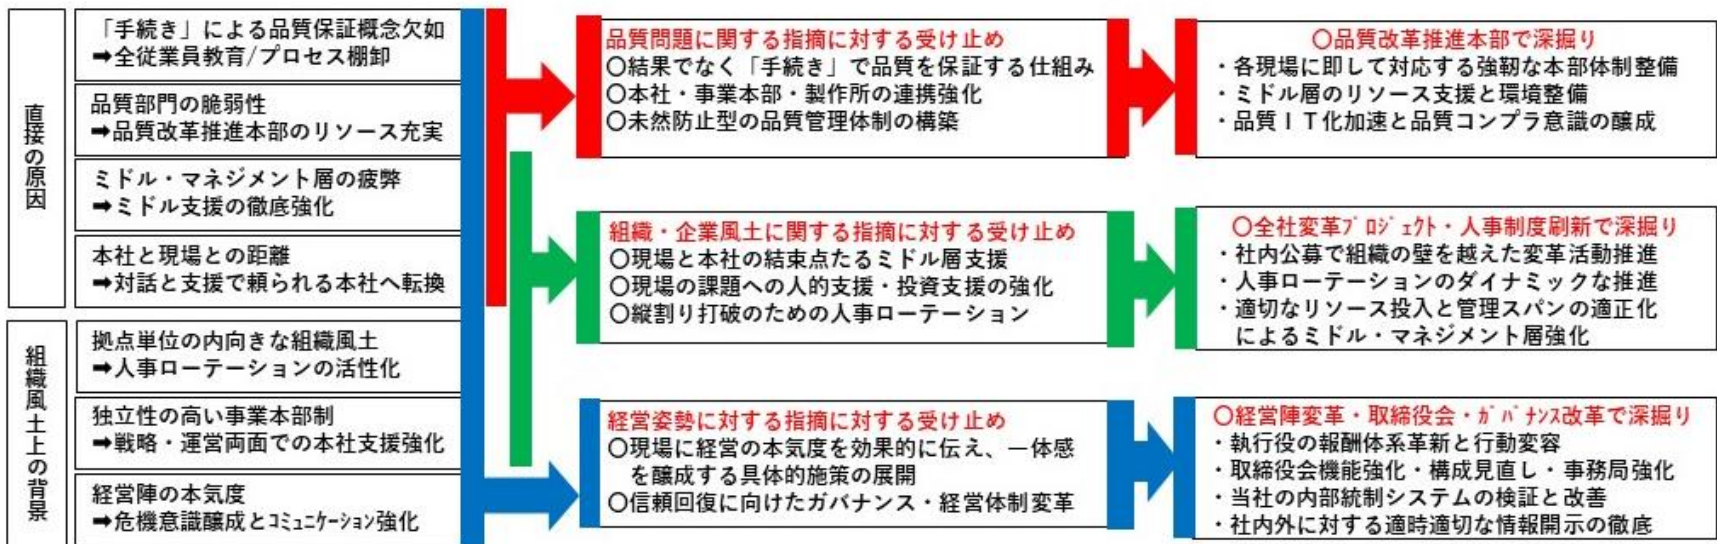 直接の原因
「手続き」による品質保証概念欠如
➡全従業員教育/プロセス棚卸
品質部門の脆弱性
➡品質改革推進本部のリソース充実
ミドル・マネジメント層の疲弊
➡ミドル支援の徹底強化
本社と現場との距離
➡対話と支援で頼られる本社へ転換
組織風土上の背景
拠点単位の内向きな組織風土
➡人事ローテーションの活性化
独立性の高い事業本部制
➡戦略・運営両面での本社支援強化
経営陣の本気度
➡危機意識醸成とｺﾐｭﾆｹｰｼｮﾝ強化
品質問題に関する指摘に対する受け止め
〇結果でなく「手続き」で品質を保証する仕組み
〇本社・事業本部・製作所の連携強化
〇未然防止型の品質管理体制の構築
組織・企業風土に関する指摘に対する受け止め
〇現場と本社の結束点たるミドル層支援
〇現場の課題への人的支援・投資支援の強化
〇縦割り打破のための人事ローテーション
経営姿勢に対する指摘に対する受け止め
〇現場に経営の本気度を効果的に伝え、一体感
を醸成する具体的施策の展開
〇信頼回復に向けたガバナンス・経営体制変革
〇品質改革推進本部で深掘り
・各現場に即して対応する強靭な本部体制整備
・ミドル層のリソース支援と環境整備
・品質ＩＴ化加速と品質コンプラ意識の醸成
〇全社変革ﾌﾟﾛｼﾞｪｸﾄ・人事制度刷新で深掘り
・社内公募で組織の壁を越えた変革活動推進
・人事ローテーションのダイナミックな推進
・適切なリソース投入と管理スパンの適正化
によるミドル・マネジメント層強化
〇経営陣変革・取締役会・ｶﾞﾊﾞﾅﾝｽ改革で深掘り
・執行役の報酬体系革新と行動変容
・取締役会機能強化・構成見直し・事務局強化
・当社の内部統制システムの検証と改善
・社内外に対する適時適切な情報開示の徹底